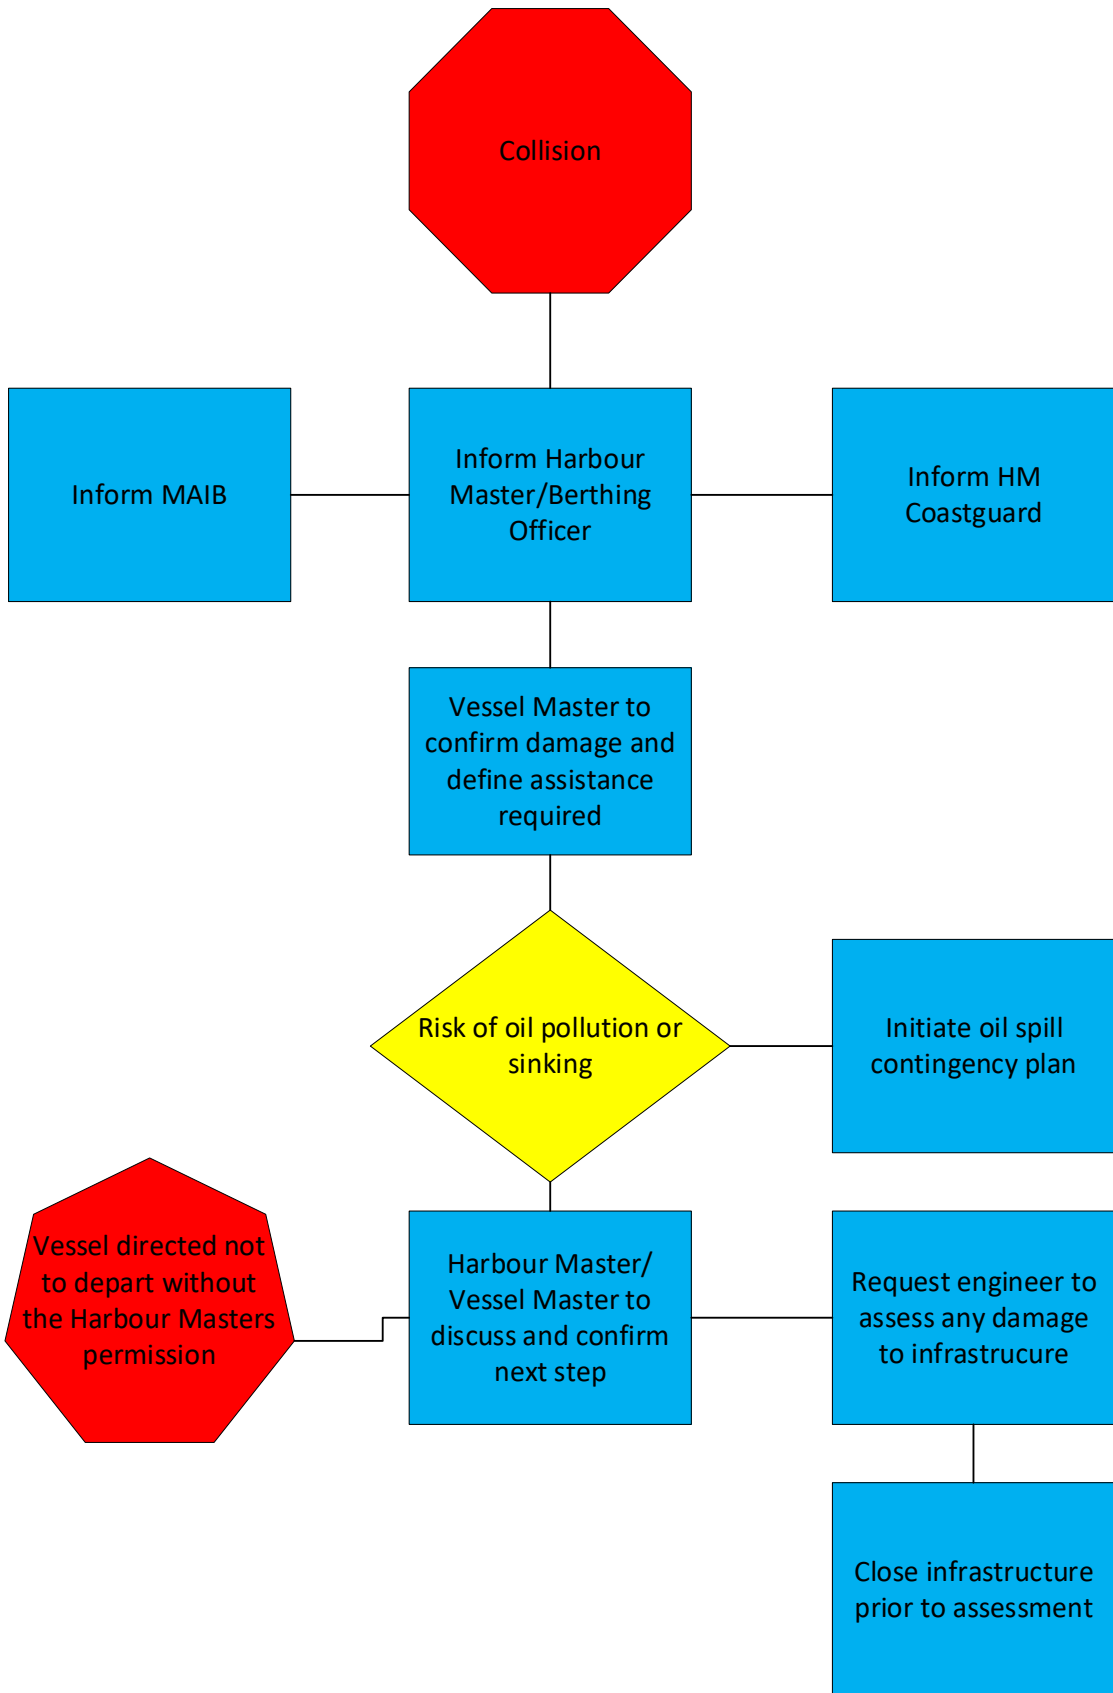 Collision
Inform MAIB
Inform Harbour
Master/Berthing
Officer
Inform HM
Coastguard
Vessel Master to
confirm damage and
define assistance
required
Risk of oil pollution or
sinking
Initiate oil spill
contingency plan
Vessel directed not
to depart without
the Harbour Masters
permission
Harbour Master/
Vessel Master to
discuss and confirm
next step
Request engineer to
assess any damage
to infrastrucure
Close infrastructure
prior to assessment